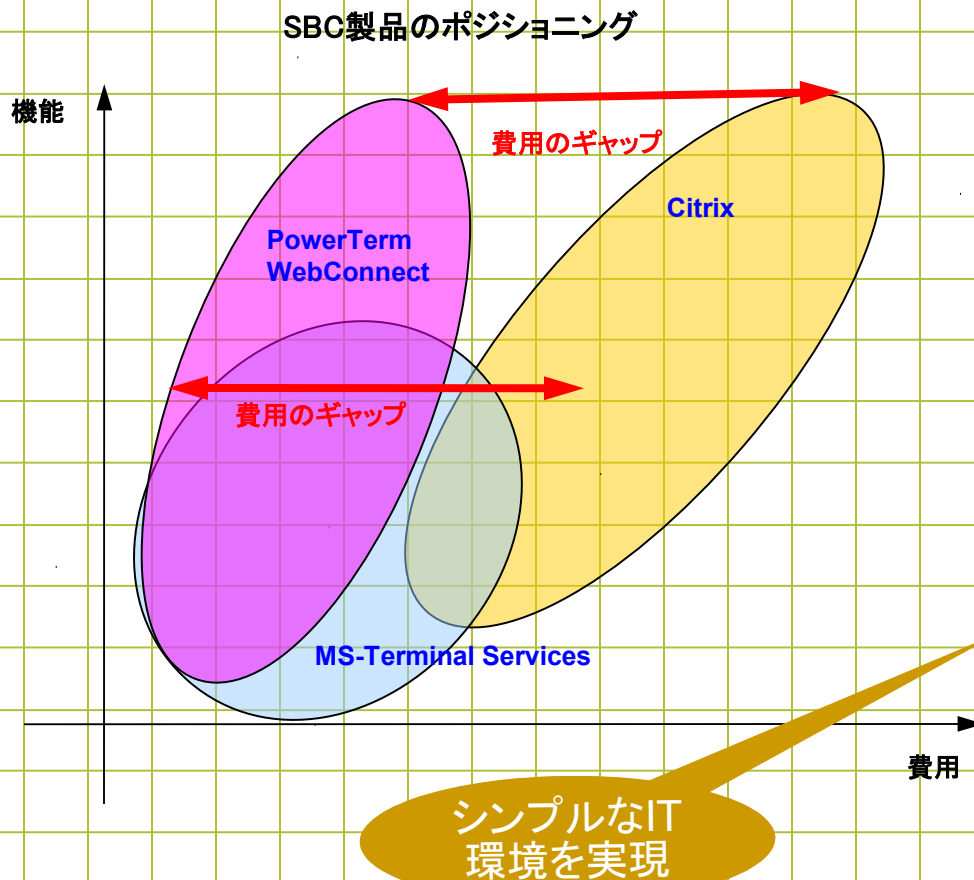 SBC製品のポジショニング
機能
費用のギャップ
Citrix
PowerTerm
WebConnect
費用のギャップ
MS-Terminal Services
費用
シンプルなIT
環境を実現